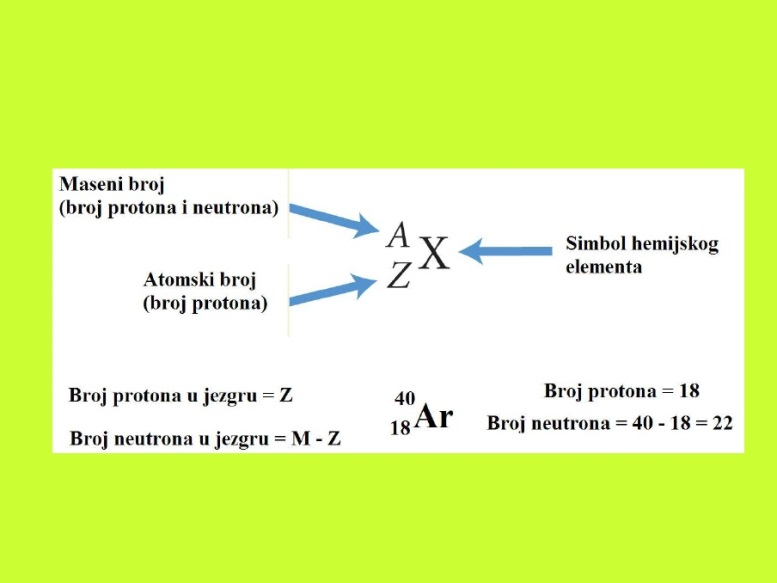 Maseni broj
(broj protona i neutrona)
A
Z
X
Simbol hemijskog
elementa
Atomski broj
(broj protona)
Broj protona u jezgru = Z
Broj neutrona u jezgru = M - Z
40
18
Ar
Broj protona = 18
Broj neutrona = 40 - 18 = 22